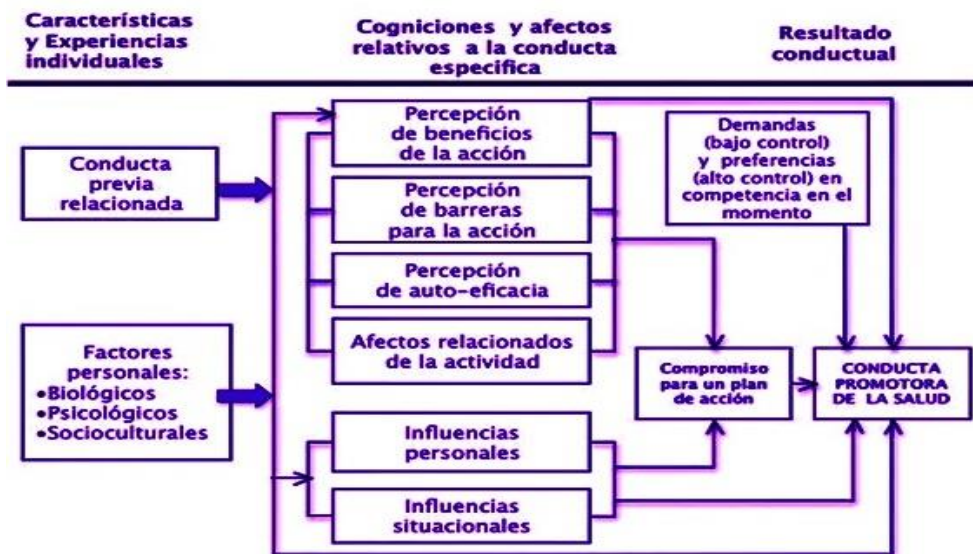 Características
y Experiencias
individuales
Cogniciones y afectos
relativos a la conducta
especifica
Resultado
conductual
Conducta
previa
relacionada
Factores
personales:
•Biológicos
•Psicológicos
•Socioculturales
Percepción
de beneficios
de la acción
Percepción
de barreras
para la acción
Percepción
de auto-eficacia
Afectos relacionados
de la actividad
Influencias
personales
Influencias
situacionales
Demandas
(bajo control)
y preferencias
(alto control) en
competencia en el
momento
Compromiso
para un plan
de acción
CONDUCTA
PROMOTORA
DE LA SALUD